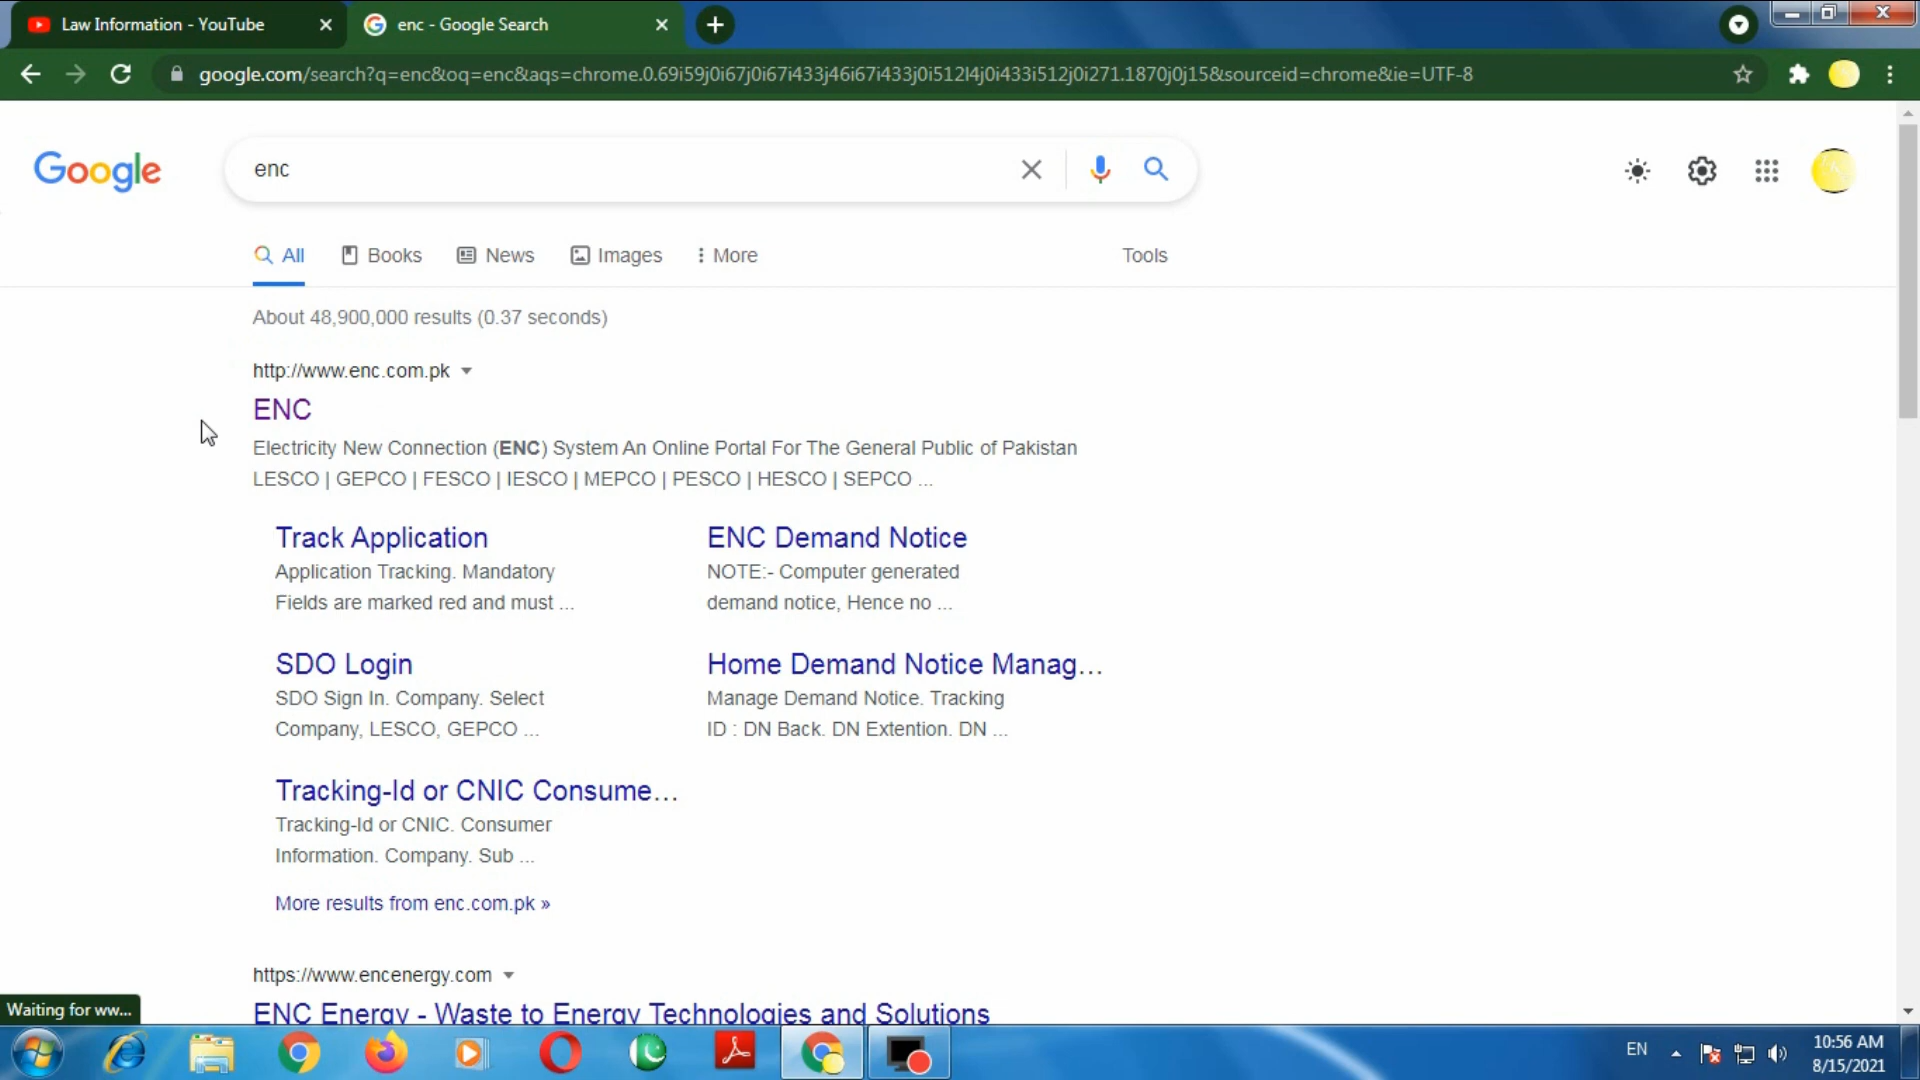 Law Information - YouTube
enc - Google Search
google.com/search?q=enc&oq=enc&aqs=chrome.0.69i59j0i67j0i67i433j46i67i433j0i512l4j0i433i512j0i271.1870j0j15&sourceid=chrome&ie=UTF-8
Google
enc
All Books News Images More Tools
About 48,900,000 results (0.37 seconds)
http://www.enc.com.pk
ENC
Electricity New Connection (ENC) System An Online Portal For The General Public of Pakistan
LESCO | GEPCO | FESCO | IESCO | MEPCO | PESCO | HESCO | SEPCO ...
Track Application
Application Tracking. Mandatory
Fields are marked red and must ...
ENC Demand Notice
NOTE:- Computer generated
demand notice, Hence no ...
SDO Login
SDO Sign In. Company. Select
Company, LESCO, GEPCO ...
Home Demand Notice Manag...
Manage Demand Notice. Tracking
ID : DN Back. DN Extention. DN ...
Tracking-Id or CNIC Consume...
Tracking-Id or CNIC. Consumer
Information. Company. Sub ...
More results from enc.com.pk »
https://www.encenergy.com
ENC Energy - Waste to Energy Technologies and Solutions
Waiting for ww...
EN
10:56 AM
8/15/2021